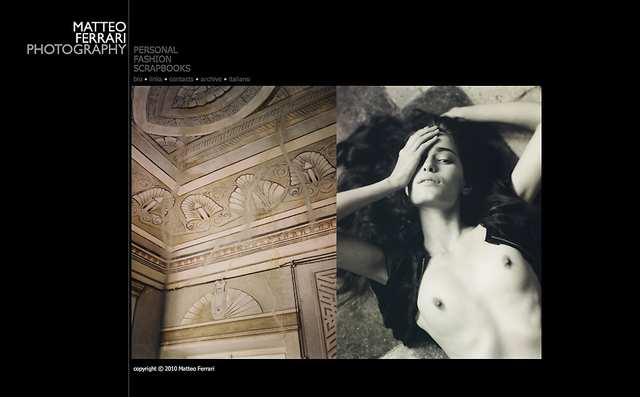 MATTEO
FERRARI
PHOTOGRAPHY
PERSONAL
FASHION
SCRAPBOOKS
bio • links • contacts • archive • italiano
copyright © 2010 Matteo Ferrari